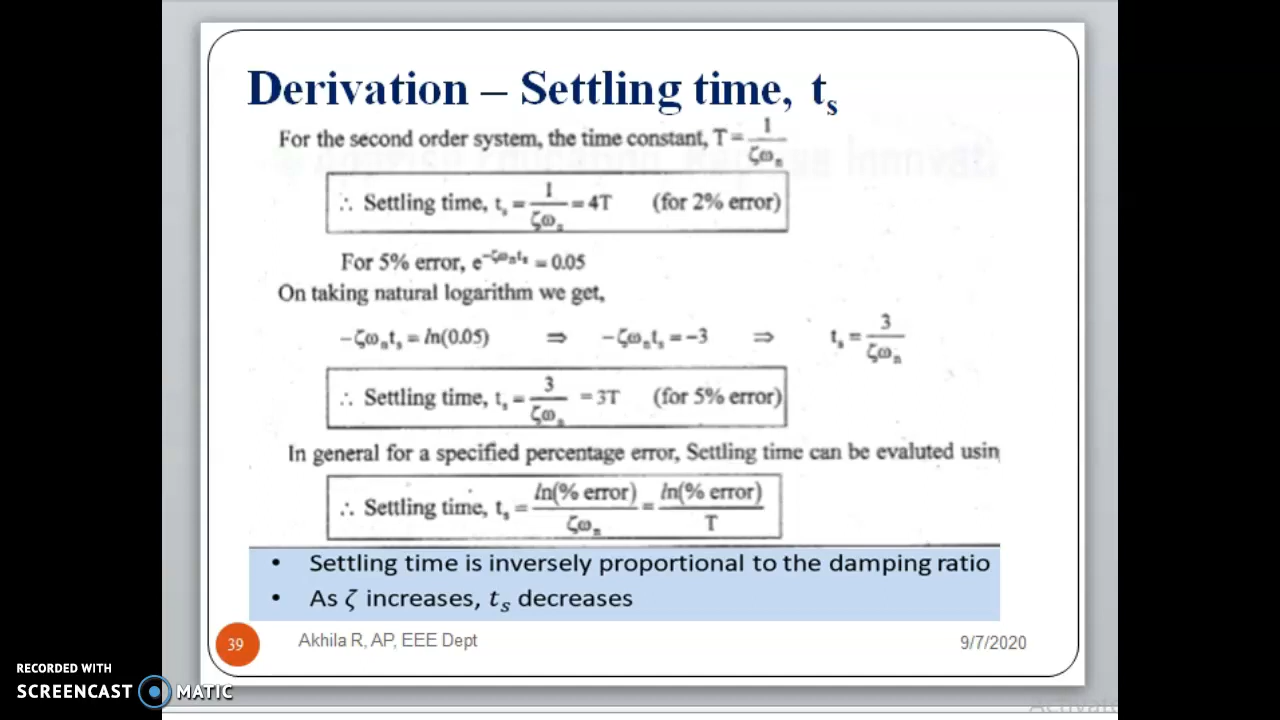 Derivation – Settling time, tₛ
For the second order system, the time constant, T = 1/ζωₙ
∴ Settling time, tₛ = 1/ζωₛ = 4T (for 2% error)
For 5% error, e^(−ζωₙtₛ) = 0.05
On taking natural logarithm we get,
−ζωₙtₛ = ln(0.05) ⇒ −ζωₙtₛ = −3 ⇒ tₛ = 3/ζωₙ
∴ Settling time, tₛ = 3/ζωₛ = 3T (for 5% error)
In general for a specified percentage error, Settling time can be evaluted usin
∴ Settling time, tₛ = ln(% error)/ζωₙ = ln(% error)/T
• Settling time is inversely proportional to the damping ratio
• As ζ increases, tₛ decreases
39 Akhila R, AP, EEE Dept 9/7/2020
RECORDED WITH
SCREENCAST MATIC